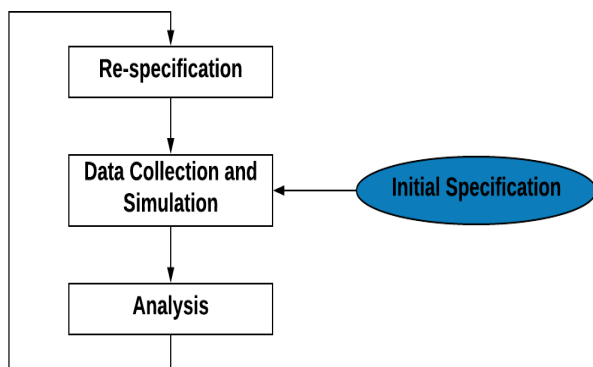 Re-specification
Data Collection and
Simulation
Initial Specification
Analysis